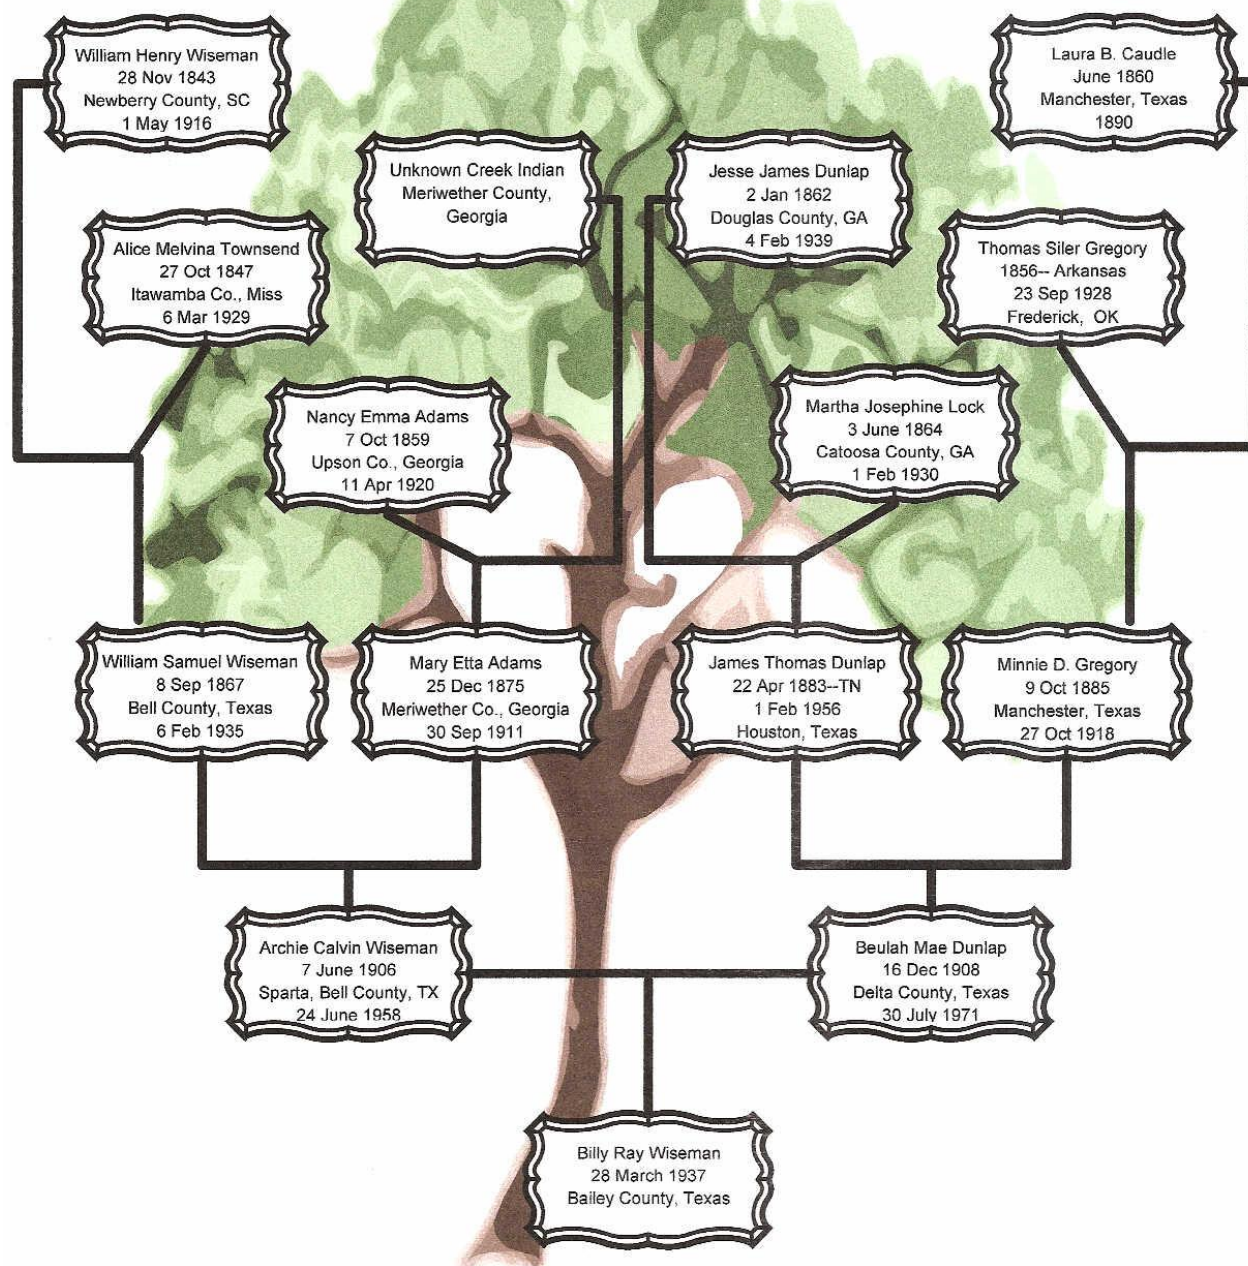 William Henry Wiseman
28 Nov 1843
Newberry County, SC
1 May 1916
Laura B. Caudle
June 1860
Manchester, Texas
1890
Unknown Creek Indian
Meriwether County,
Georgia
Jesse James Dunlap
2 Jan 1862
Douglas County, GA
4 Feb 1939
Alice Melvina Townsend
27 Oct 1847
Itawamba Co., Miss
6 Mar 1929
Thomas Siler Gregory
1856-- Arkansas
23 Sep 1928
Frederick, OK
Nancy Emma Adams
7 Oct 1859
Upson Co., Georgia
11 Apr 1920
Martha Josephine Lock
3 June 1864
Catoosa County, GA
1 Feb 1930
William Samuel Wiseman
8 Sep 1867
Bell County, Texas
6 Feb 1935
Mary Etta Adams
25 Dec 1875
Meriwether Co., Georgia
30 Sep 1911
James Thomas Dunlap
22 Apr 1883--TN
1 Feb 1956
Houston, Texas
Minnie D. Gregory
9 Oct 1885
Manchester, Texas
27 Oct 1918
Archie Calvin Wiseman
7 June 1906
Sparta, Bell County, TX
24 June 1958
Beulah Mae Dunlap
16 Dec 1908
Delta County, Texas
30 July 1971
Billy Ray Wiseman
28 March 1937
Bailey County, Texas